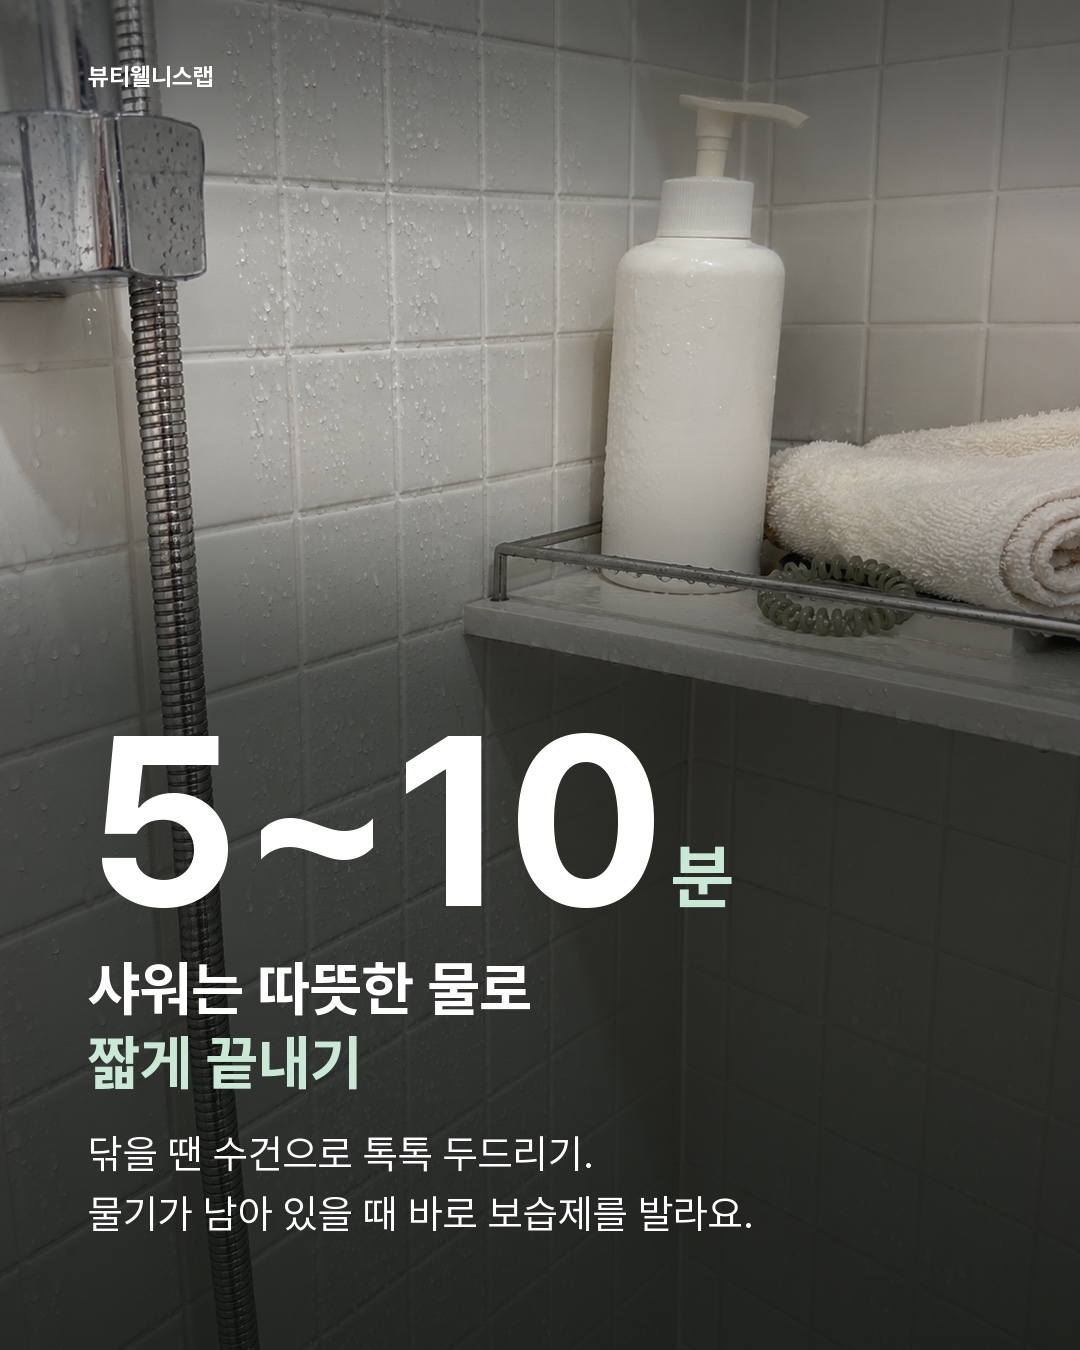 뷰티웰니스랩
5~10분
샤워는 따뜻한 물로
짧게 끝내기
닦을 땐 수건으로 톡톡 두드리기.
물기가 남아 있을 때 바로 보습제를 발라요.